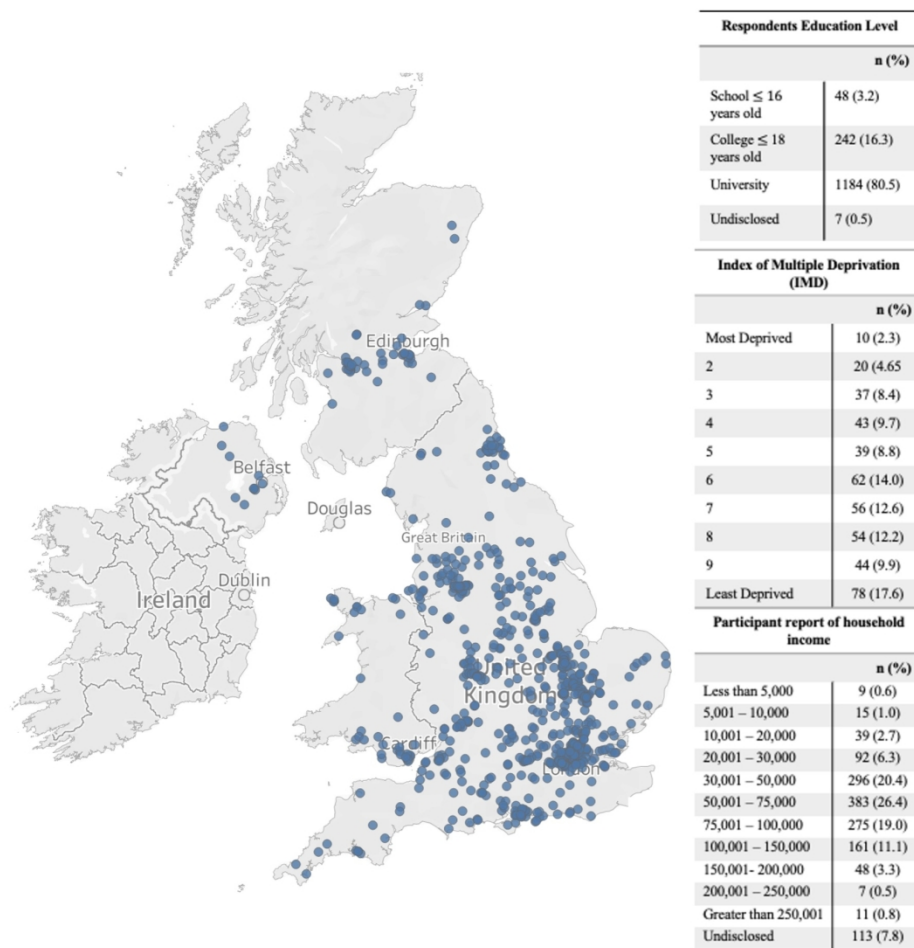 Edinburgh
Belfast
Douglas
Great Britain
Dublin
Ireland
United
Kingdom
Cardiff
London
Respondents Education Level
n (%)
School ≤ 16 48 (3.2)
years old
College ≤ 18 242 (16.3)
years old
University 1184 (80.5)
Undisclosed 7 (0.5)
Index of Multiple Deprivation
(IMD)
n (%)
Most Deprived 10 (2.3)
2 20 (4.65
3 37 (8.4)
4 43 (9.7)
5 39 (8.8)
6 62 (14.0)
7 56 (12.6)
8 54 (12.2)
9 44 (9.9)
Least Deprived 78 (17.6)
Participant report of household
income
n (%)
Less than 5,000 9 (0.6)
5,001 – 10,000 15 (1.0)
10,001 – 20,000 39 (2.7)
20,001 – 30,000 92 (6.3)
30,001 – 50,000 296 (20.4)
50,001 – 75,000 383 (26.4)
75,001 – 100,000 275 (19.0)
100,001 – 150,000 161 (11.1)
150,001- 200,000 48 (3.3)
200,001 – 250,000 7 (0.5)
Greater than 250,001 11 (0.8)
Undisclosed 113 (7.8)